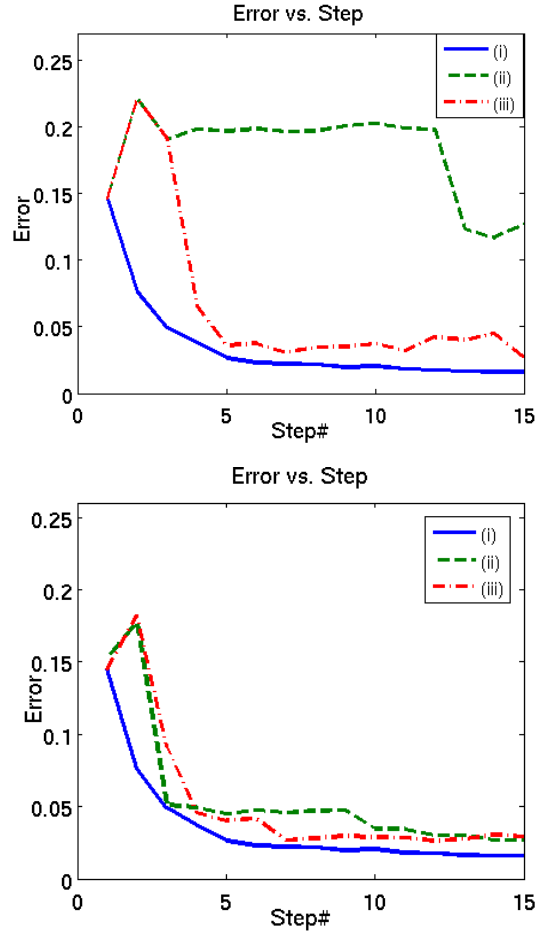 Error vs. Step
0.25
0.2
0.15
0.1
0.05
0
Error
(i)
(ii)
(iii)
0 5 10 15
Step#
Error vs. Step
0.25
0.2
0.15
0.1
0.05
0
Error
(i)
(ii)
(iii)
0 5 10 15
Step#